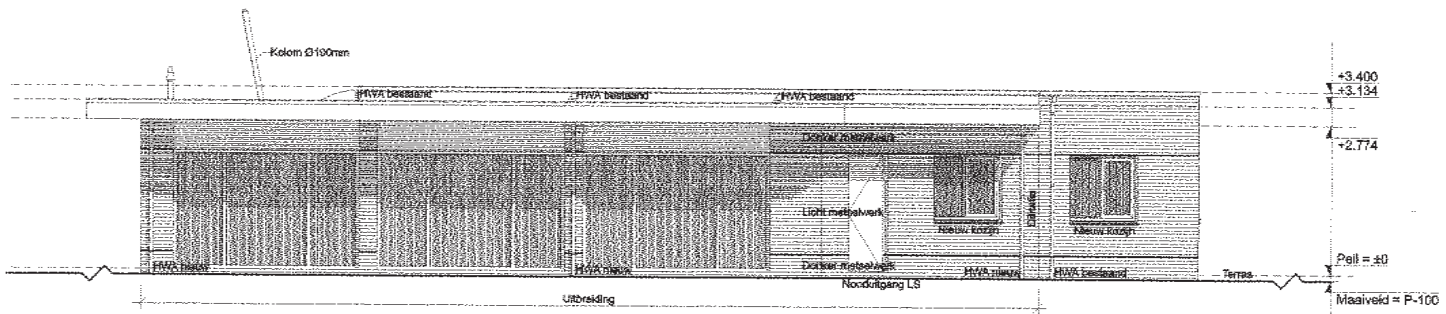 Kolom Ø190mm
+3.400
HWA bestaand
HWA bestaand
HWA bestaand
+3.134
Donker metselwerk
+2.774
Licht metselwerk
Nieuw kozijn
Nieuw kozijn
Donker metselwerk
Peil = ±0
HWA nieuw
HWA nieuw
HWA nieuw
HWA bestaand
Terras
Nooduitgang LS
Uitbreiding
Maaiveld = P-100